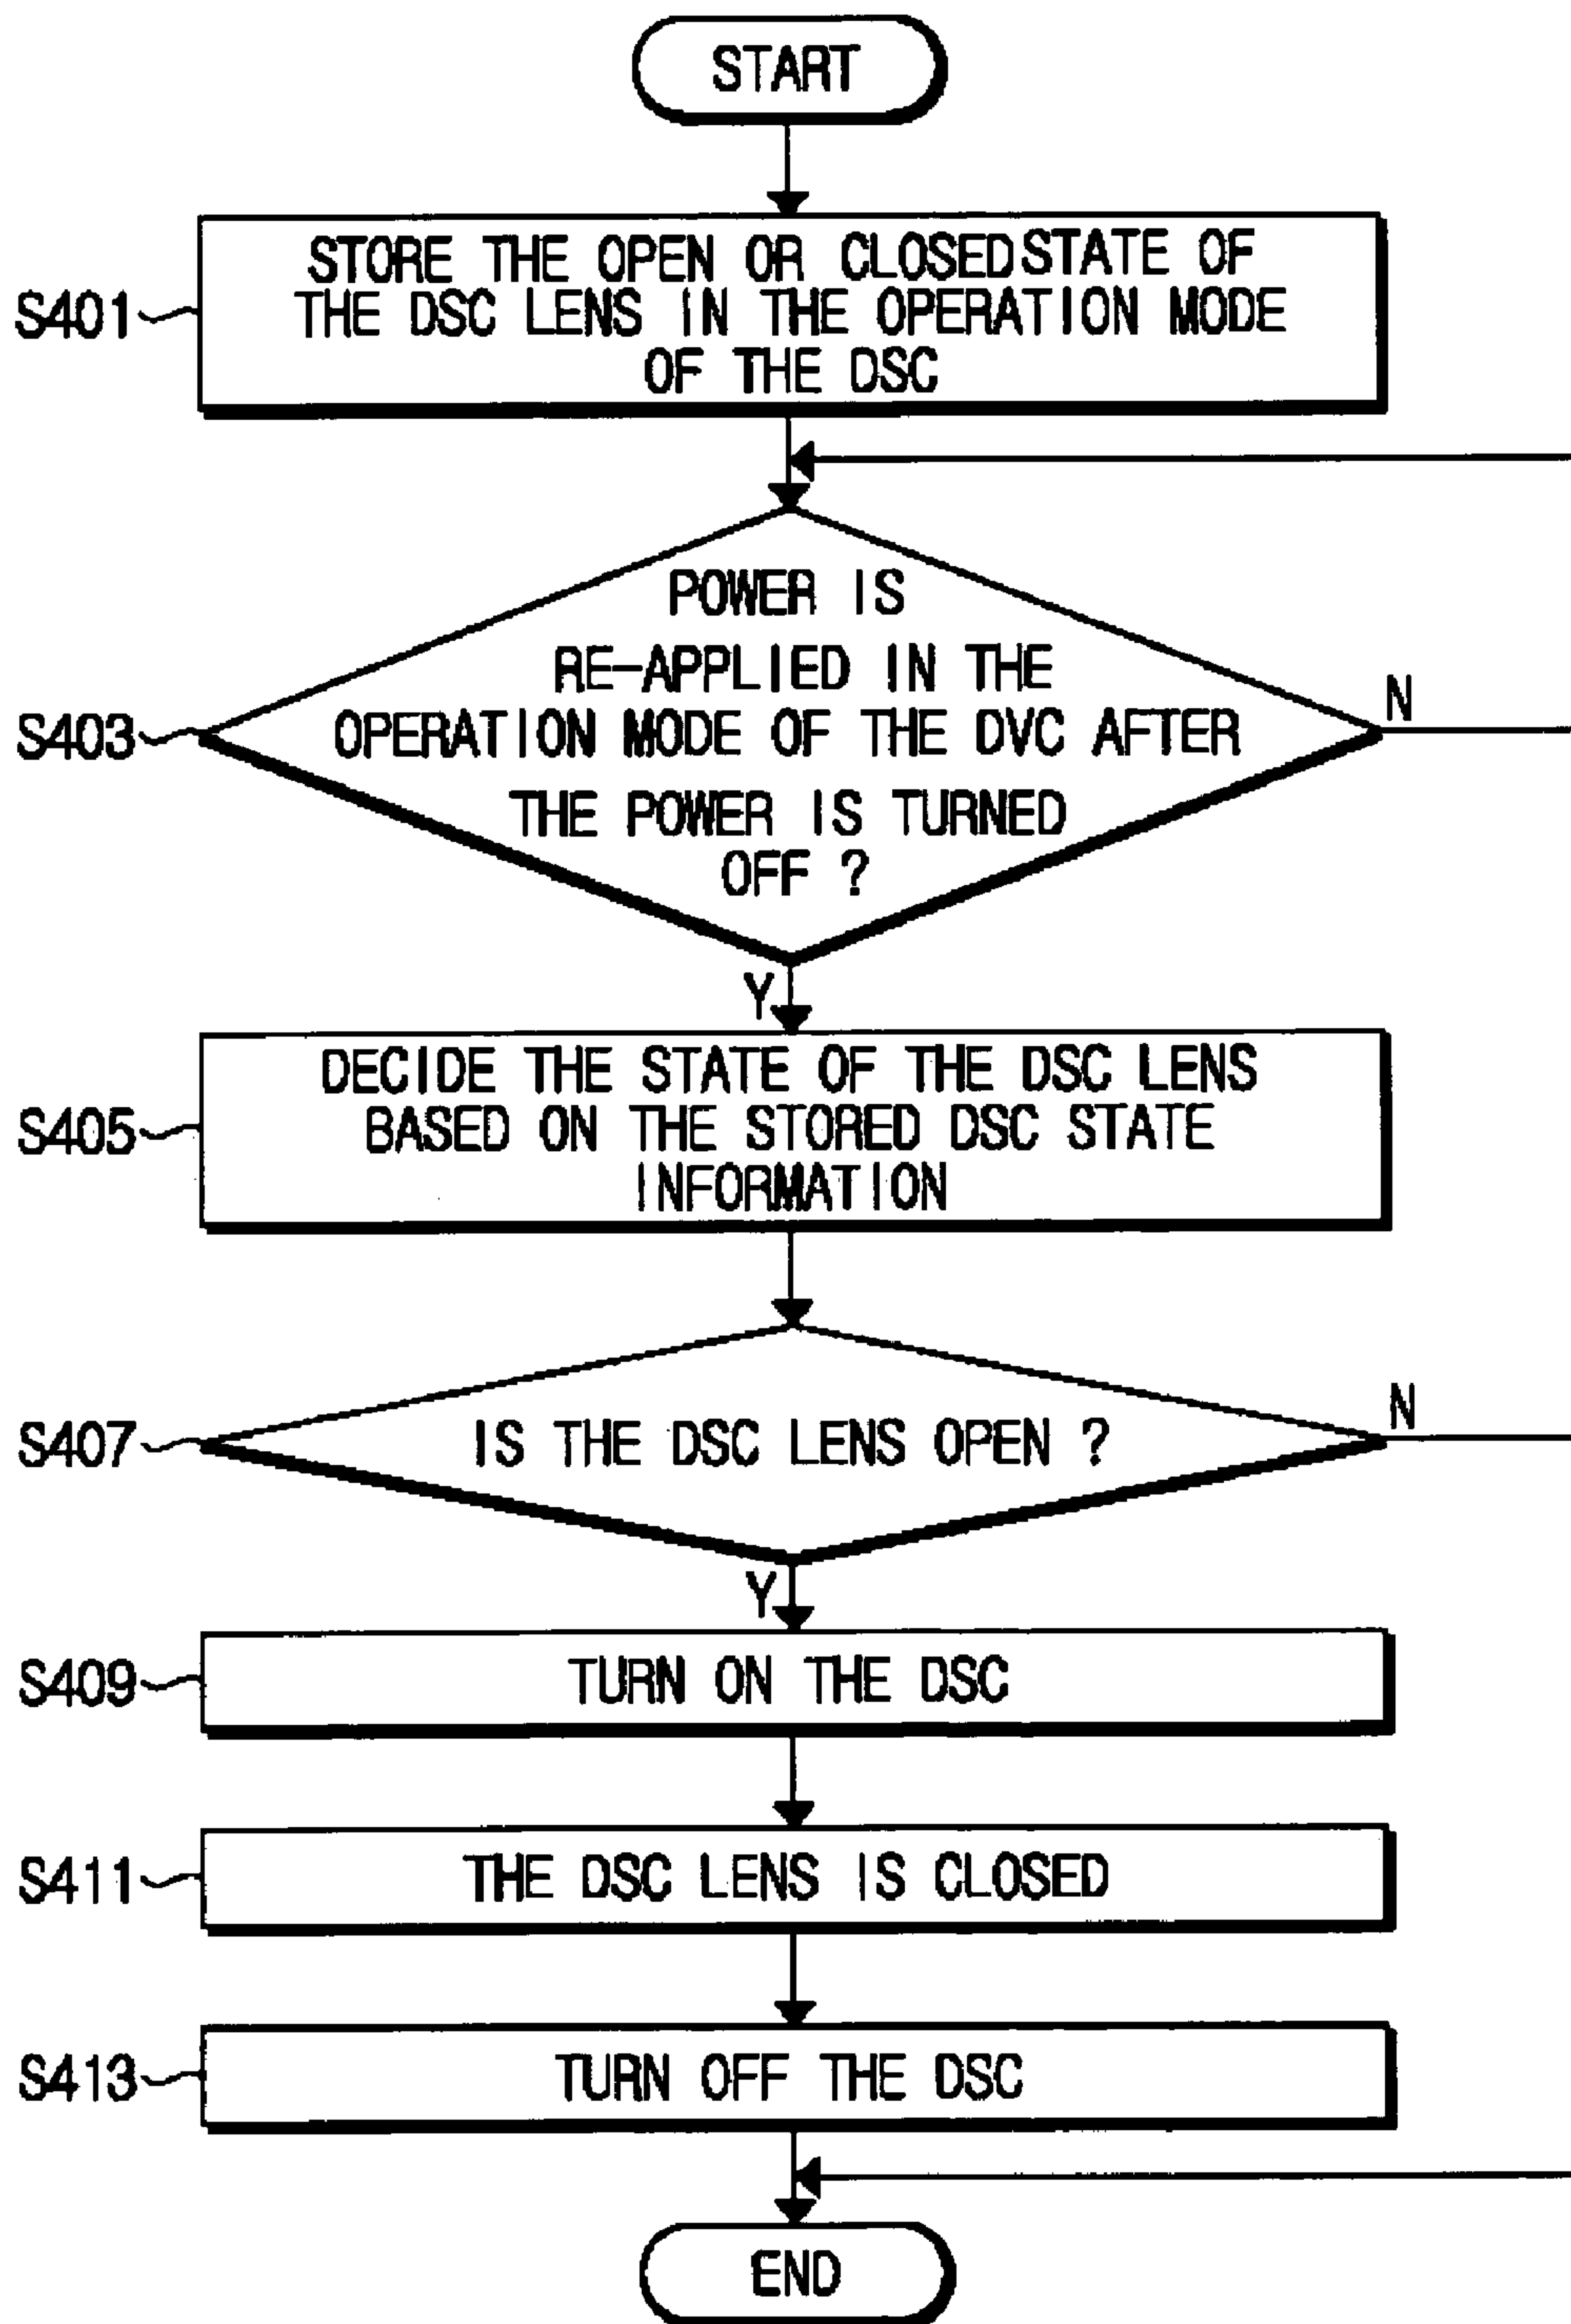 START
S401
STORE THE OPEN OR CLOSED STATE OF
THE DSC LENS IN THE OPERATION MODE
OF THE DSC
S403
POWER IS
RE-APPLIED IN THE
OPERATION MODE OF THE DVC AFTER
THE POWER IS TURNED
OFF ?
N
Y
S405
DECIDE THE STATE OF THE DSC LENS
BASED ON THE STORED DSC STATE
INFORMATION
S407
IS THE DSC LENS OPEN ?
N
Y
S409
TURN ON THE DSC
S411
THE DSC LENS IS CLOSED
S413
TURN OFF THE DSC
END